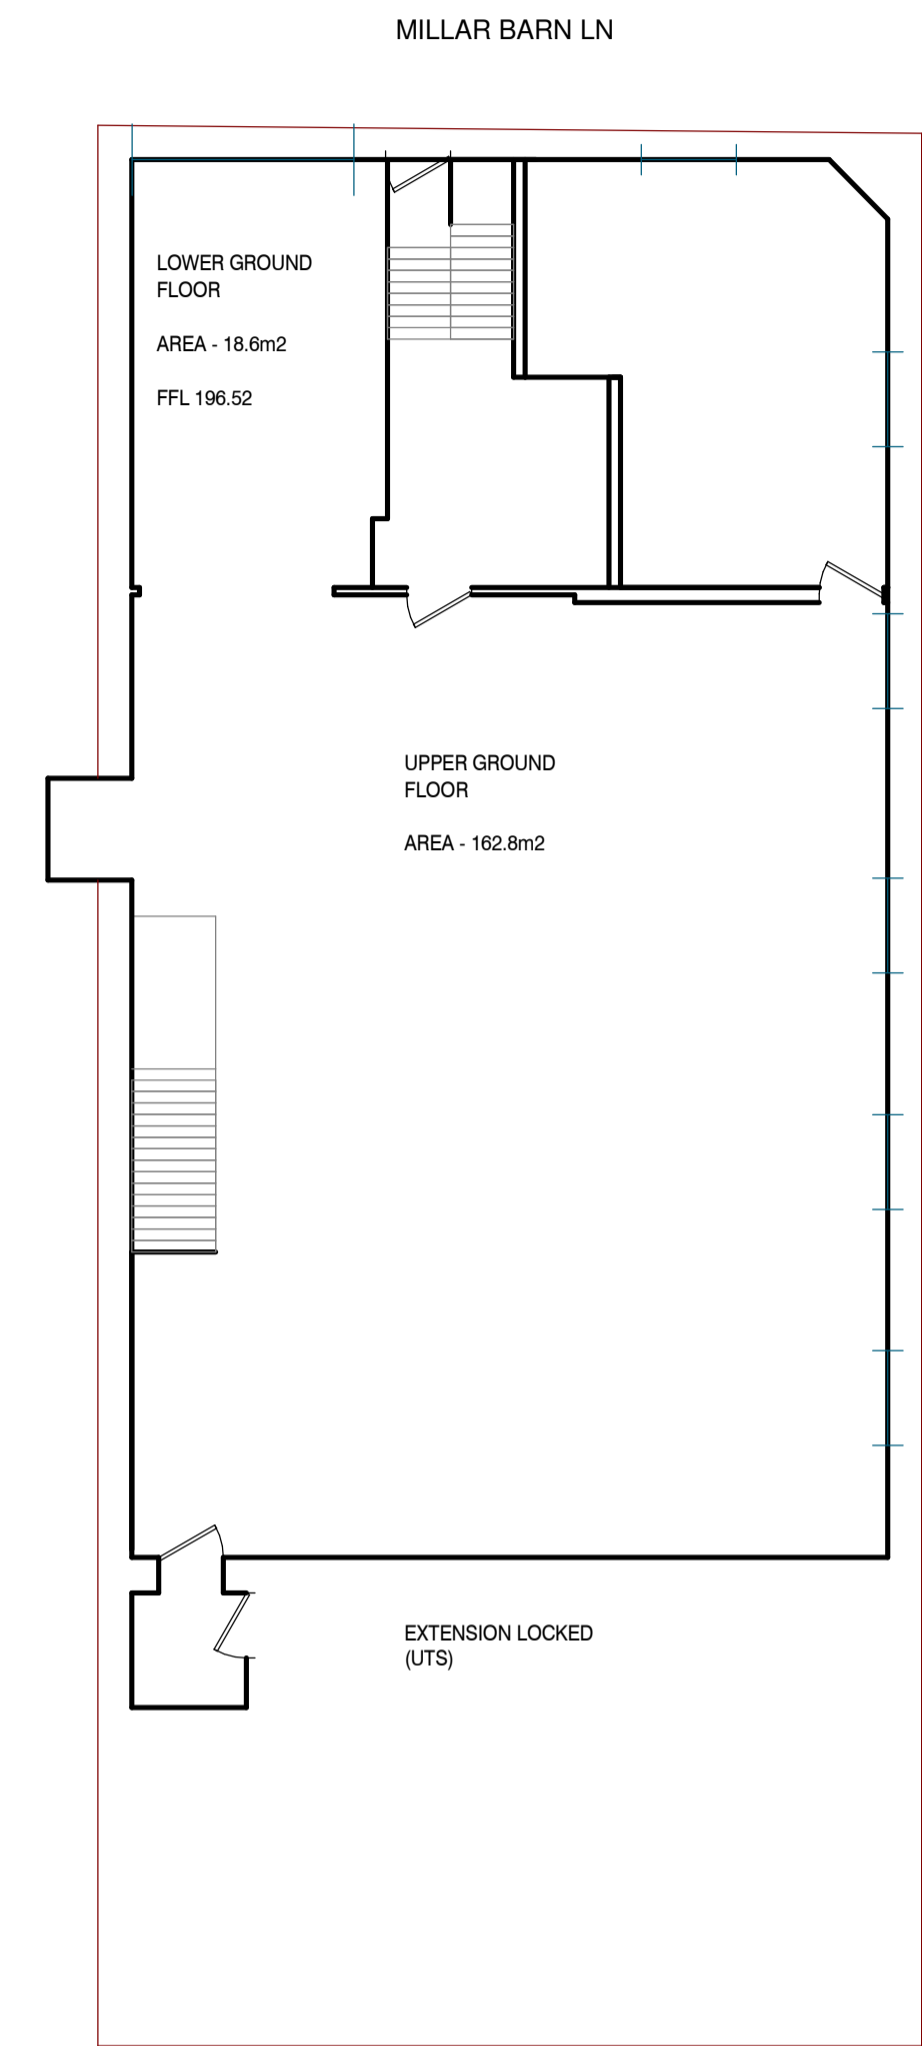 MILLAR BARN LN
LOWER GROUND
FLOOR
AREA - 18.6m2
FFL 196.52
UPPER GROUND
FLOOR
AREA - 162.8m2
EXTENSION LOCKED
(UTS)